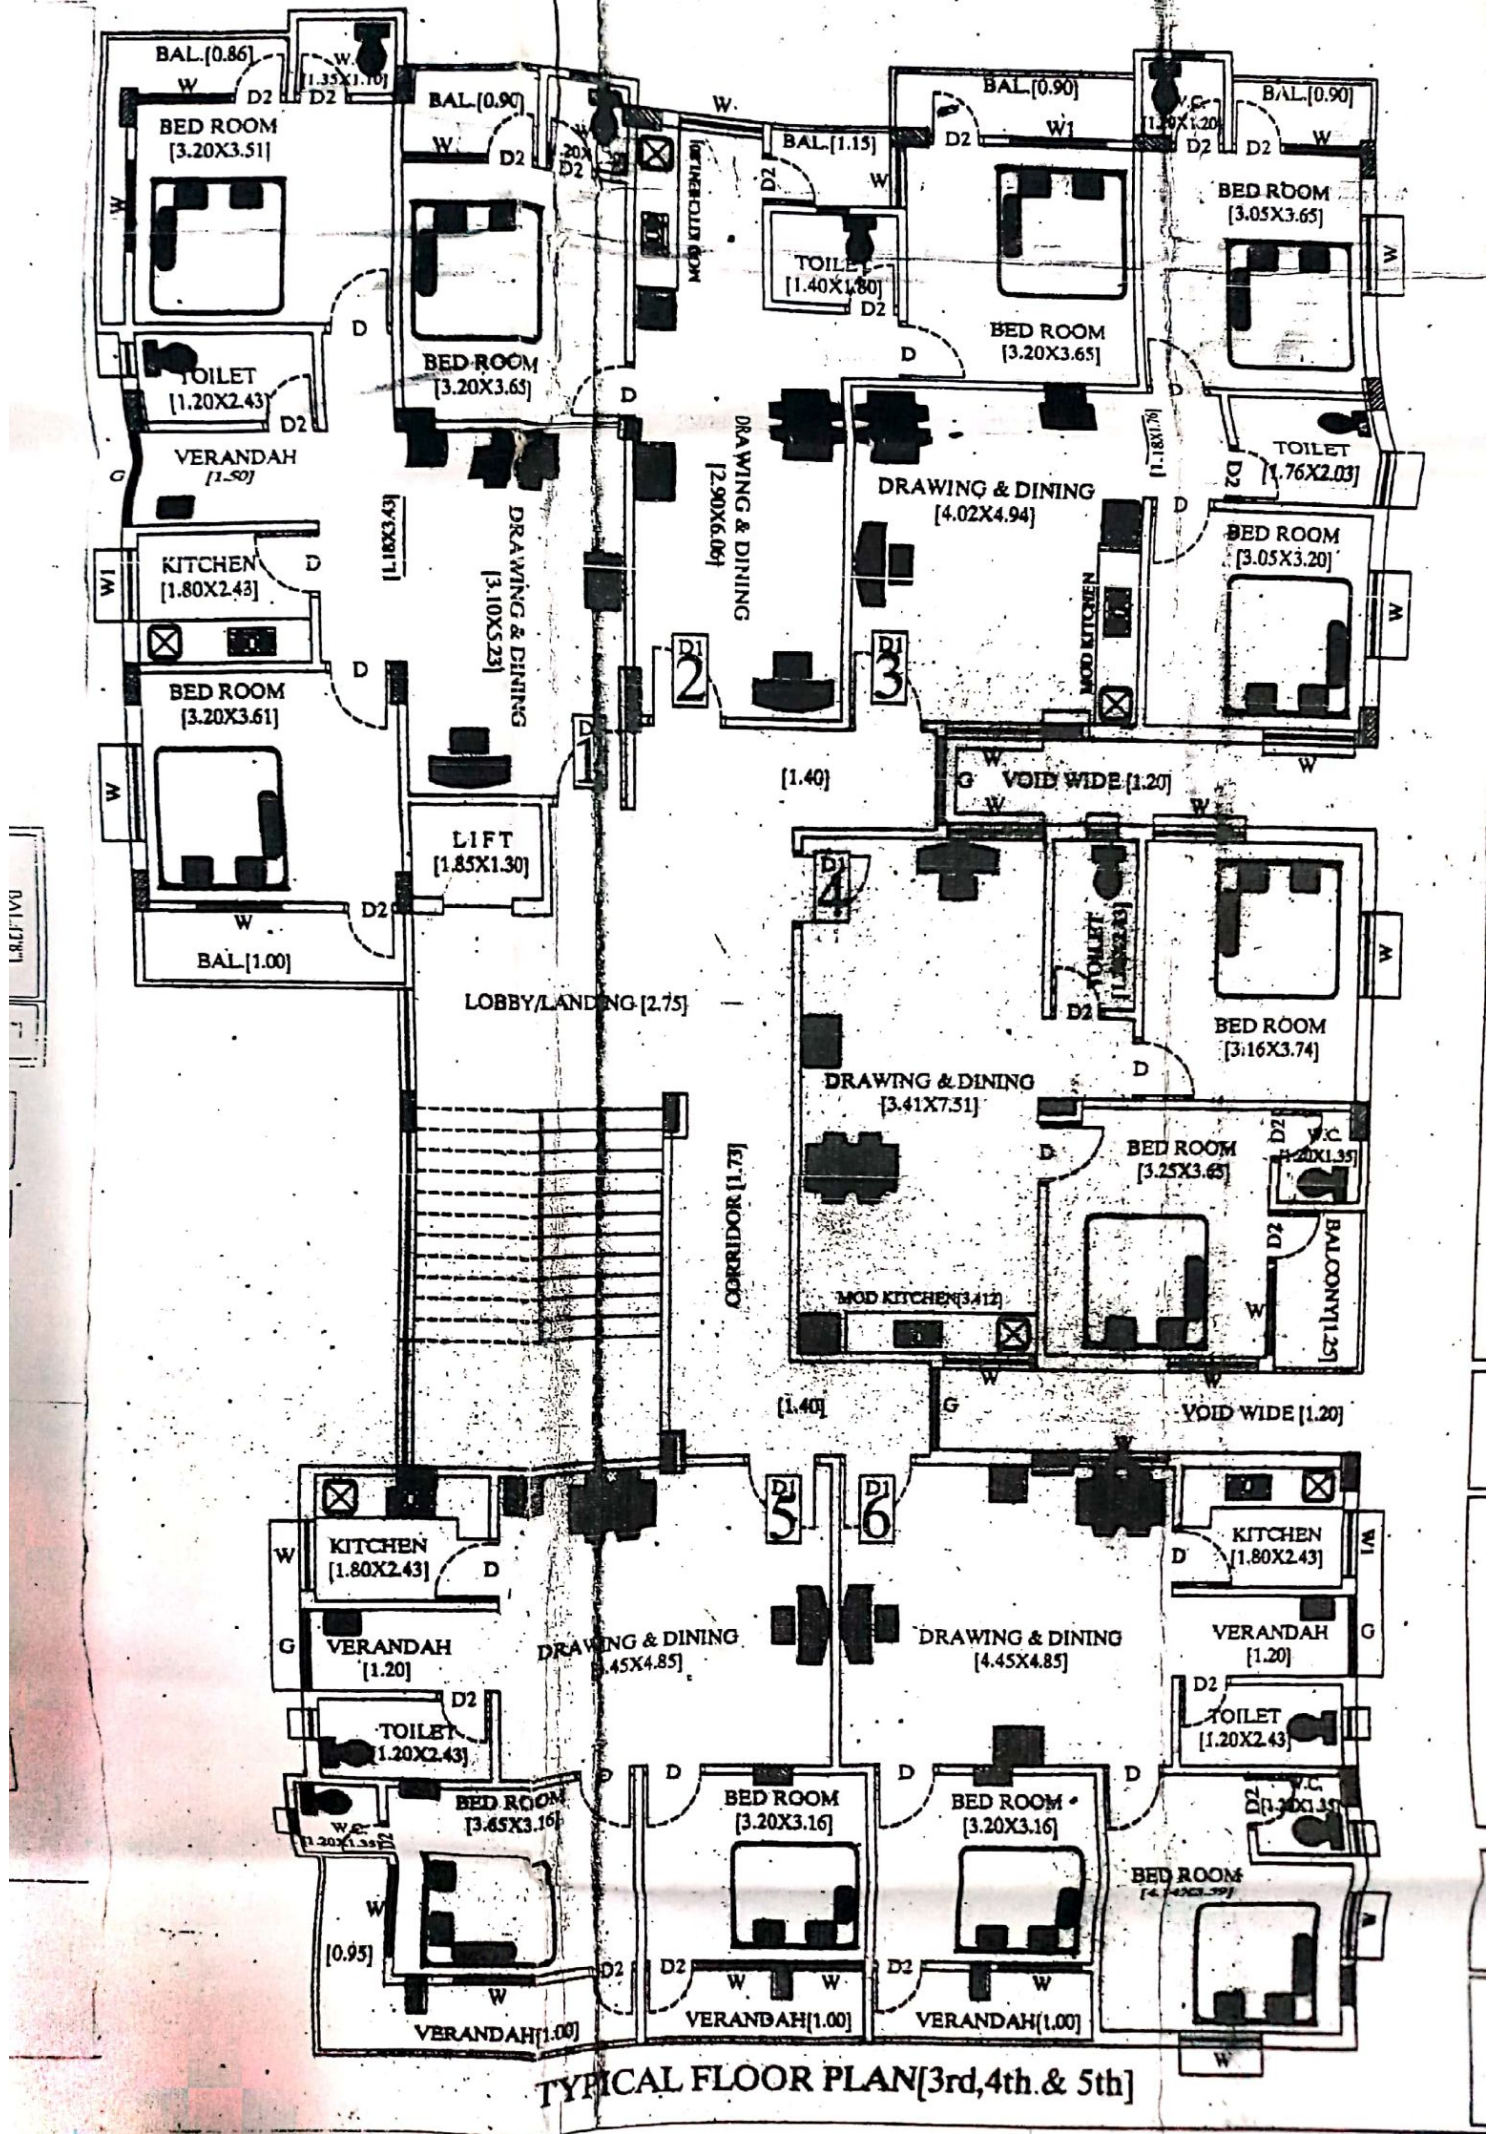 BAL.[0.86]
[1.35X1.10]
W
D2
D2
BED ROOM
[3.20X3.51]
W
BAL.[0.90]
W
D2
D2
BED ROOM
[3.20X3.65]
D
TOILET
[1.20X2.43]
D2
VERANDAH
[1.50]
G
[1.18X3.43]
KITCHEN
[1.80X2.43]
W1
D
DRAWING & DINING
[3.10X5.23]
D
BED ROOM
[3.20X3.61]
W
W
D2
BAL.[1.00]
1
LIFT
[1.85X1.30]
W
BAL.[1.15]
D2
W
TOILET
[1.40X1.80]
D2
D
D
DRAWING & DINING
[2.90X6.06]
D1
2
BAL.[0.90]
D2
W1
BED ROOM
[3.20X3.65]
BAL.[0.90]
D2
D2
W
BED ROOM
[3.05X3.65]
W
D
TOILET
[1.76X2.03]
D2
[1.18X1.76]
DRAWING & DINING
[4.02X4.94]
D
BED ROOM
[3.05X3.20]
W
MOD KITCHEN
D1
3
W
W
[1.40]
G
VOID WIDE [1.20]
W
W
D1
4
TOILET
D2
BED ROOM
[3.16X3.74]
W
D
LOBBY/LANDING [2.75]
DRAWING & DINING
[3.41X7.51]
D
BED ROOM
[3.25X3.65]
D2
W.C.
[1.20X1.35]
D2
BALCONY[1.25]
W
CORRIDOR [1.73]
MOD KITCHEN[3.412]
W
W
[1.40]
G
VOID WIDE [1.20]
W
D1
5
D1
6
KITCHEN
[1.80X2.43]
W
D
KITCHEN
[1.80X2.43]
W1
D
G
VERANDAH
[1.20]
DRAWING & DINING
DRAWING & DINING
[4.45X4.85]
VERANDAH
[1.20]
G
D2
TOILET
[1.20X2.43]
D2
TOILET
[1.20X2.43]
D
D
D
D
W.C.
[1.20X1.35]
D2
BED ROOM
[3.65X3.16]
BED ROOM
[3.20X3.16]
BED ROOM
[3.20X3.16]
D2
BED ROOM
W
W
[0.95]
W
D2
D2
W
W
D2
W
VERANDAH[1.00]
VERANDAH[1.00]
VERANDAH[1.00]
W
TYPICAL FLOOR PLAN[3rd,4th.& 5th]